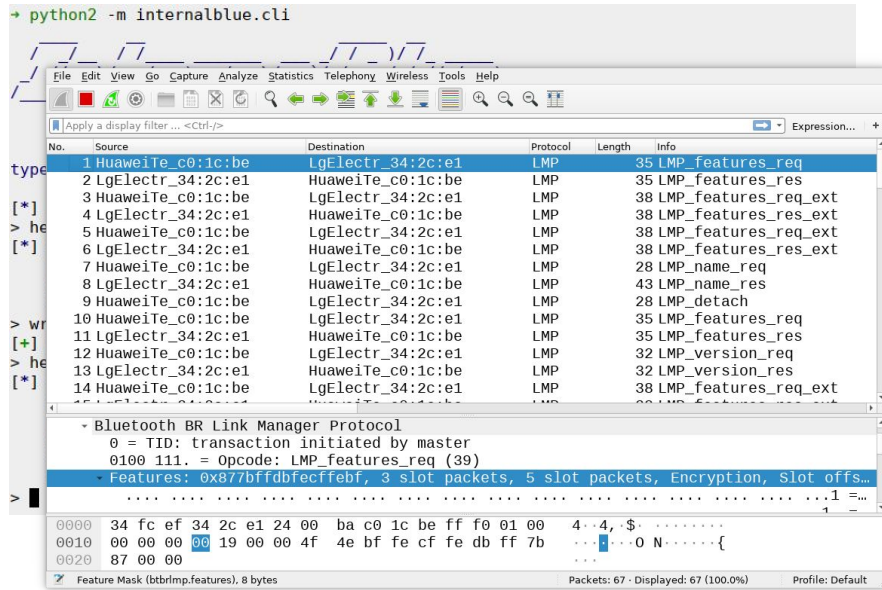 → python2 -m internalblue.cli
File Edit View Go Capture Analyze Statistics Telephony Wireless Tools Help
Apply a display filter ... <Ctrl-/> Expression... +
No. Source Destination Protocol Length Info
1 HuaweiTe_c0:1c:be LgElectr_34:2c:e1 LMP 35 LMP_features_req
type
2 LgElectr_34:2c:e1 HuaweiTe_c0:1c:be LMP 35 LMP_features_res
3 HuaweiTe_c0:1c:be LgElectr_34:2c:e1 LMP 38 LMP_features_req_ext
[*]
4 LgElectr_34:2c:e1 HuaweiTe_c0:1c:be LMP 38 LMP_features_res_ext
> he
5 HuaweiTe_c0:1c:be LgElectr_34:2c:e1 LMP 38 LMP_features_req_ext
[*]
6 LgElectr_34:2c:e1 HuaweiTe_c0:1c:be LMP 38 LMP_features_res_ext
7 HuaweiTe_c0:1c:be LgElectr_34:2c:e1 LMP 28 LMP_name_req
8 LgElectr_34:2c:e1 HuaweiTe_c0:1c:be LMP 43 LMP_name_res
9 HuaweiTe_c0:1c:be LgElectr_34:2c:e1 LMP 28 LMP_detach
> wr
10 HuaweiTe_c0:1c:be LgElectr_34:2c:e1 LMP 35 LMP_features_req
[+]
11 LgElectr_34:2c:e1 HuaweiTe_c0:1c:be LMP 35 LMP_features_res
> he
12 HuaweiTe_c0:1c:be LgElectr_34:2c:e1 LMP 32 LMP_version_req
[*]
13 LgElectr_34:2c:e1 HuaweiTe_c0:1c:be LMP 32 LMP_version_res
14 HuaweiTe_c0:1c:be LgElectr_34:2c:e1 LMP 38 LMP_features_req_ext
Bluetooth BR Link Manager Protocol
0 = TID: transaction initiated by master
0100 111. = Opcode: LMP_features_req (39)
Features: 0x877bffdbfecffebf, 3 slot packets, 5 slot packets, Encryption, Slot offs…
.... .... .... .... .... .... .... .... .... .... .... .... .... .... .... ...1 =…
>
0000 34 fc ef 34 2c e1 24 00 ba c0 1c be ff f0 01 00 4··4,·$· ········
0010 00 00 00 00 19 00 00 4f 4e bf fe cf fe db ff 7b ·······O N······{
0020 87 00 00 ···
Feature Mask (btbrlmp.features), 8 bytes Packets: 67 · Displayed: 67 (100.0%) Profile: Default